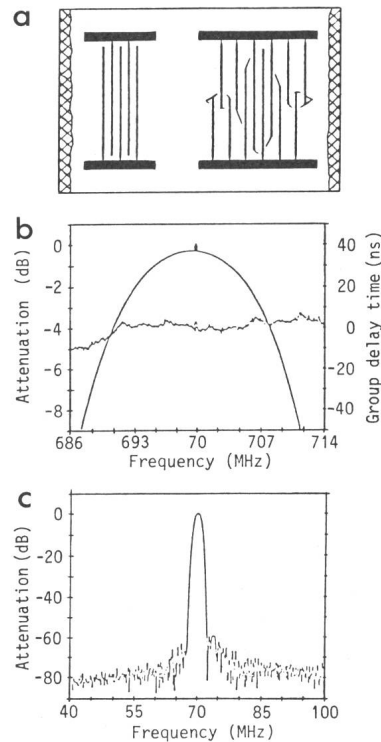 a
b
0
-2
-4
-6
-8
Attenuation (dB)
40
20
0
-20
-40
Group delay time (ns)
686 693 70 707 714
Frequency (MHz)
c
0
-20
-40
-60
-80
Attenuation (dB)
40 55 70 85 100
Frequency (MHz)